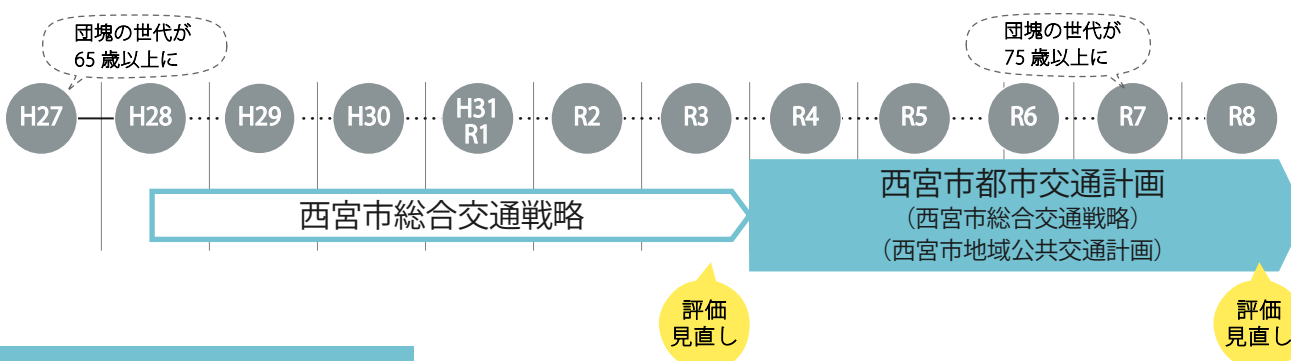 団塊の世代が
65 歳以上に
団塊の世代が
75 歳以上に
H27
H28
H29
H30
H31
R1
R2
R3
R4
R5
R6
R7
R8
西宮市総合交通戦略
西宮市都市交通計画
（西宮市総合交通戦略）
（西宮市地域公共交通計画）
評価
見直し
評価
見直し